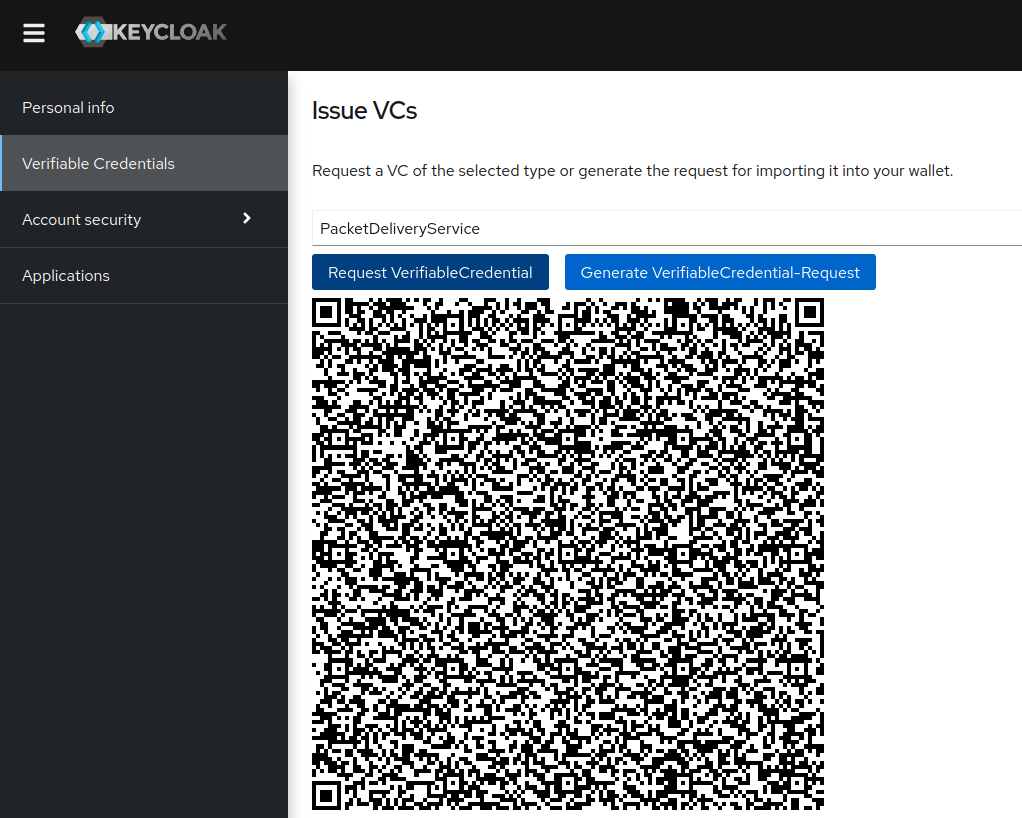 KEYCLOAK
Personal info
Verifiable Credentials
Account security
Applications
Issue VCs
Request a VC of the selected type or generate the request for importing it into your wallet.
PacketDeliveryService
Request VerifiableCredential
Generate VerifiableCredential-Request